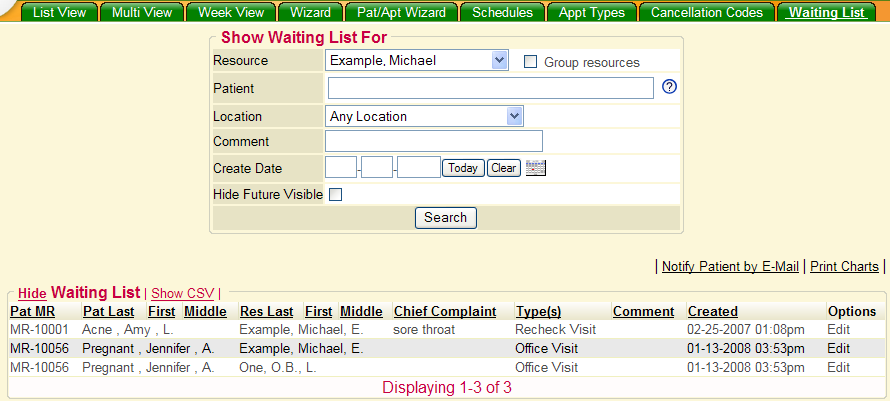 List View Multi View Week View Wizard Pat/Apt Wizard Schedules Appt Types Cancellation Codes Waiting List
Show Waiting List For
Resource Example, Michael Group resources
Patient
Location Any Location
Comment
Create Date - - Today Clear
Hide Future Visible
Search
| Notify Patient by E-Mail | Print Charts |
Hide Waiting List | Show CSV |
Pat MR Pat Last First Middle Res Last First Middle Chief Complaint Type(s) Comment Created Options
MR-10001 Acne , Amy , L. Example, Michael, E. sore throat Recheck Visit 02-25-2007 01:08pm Edit
MR-10056 Pregnant , Jennifer , A. Example, Michael, E. Office Visit 01-13-2008 03:53pm Edit
MR-10056 Pregnant , Jennifer , A. One, O.B., L. Office Visit 01-13-2008 03:53pm Edit
Displaying 1-3 of 3